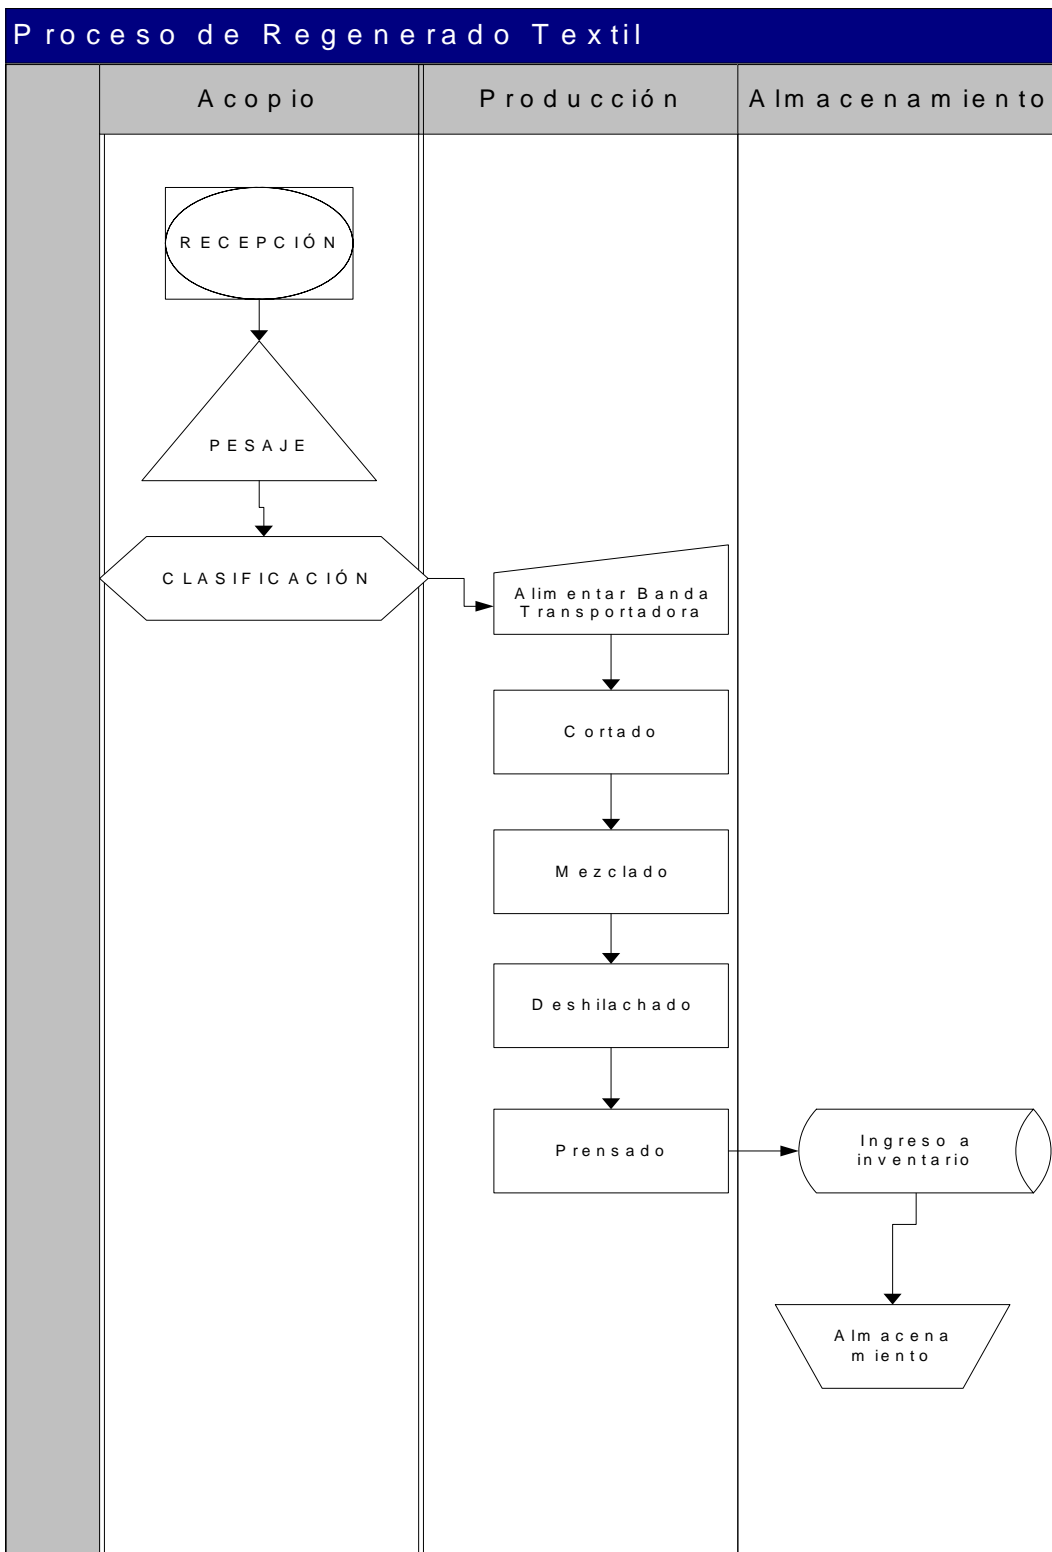 Proceso de Regenerado Textil
Acopio
Producción
Almacenamiento
RECEPCIÓN
PESAJE
CLASIFICACIÓN
Alimentar Banda
Transportadora
Cortado
Mezclado
Deshilachado
Prensado
Ingreso a
inventario
Almacena
miento